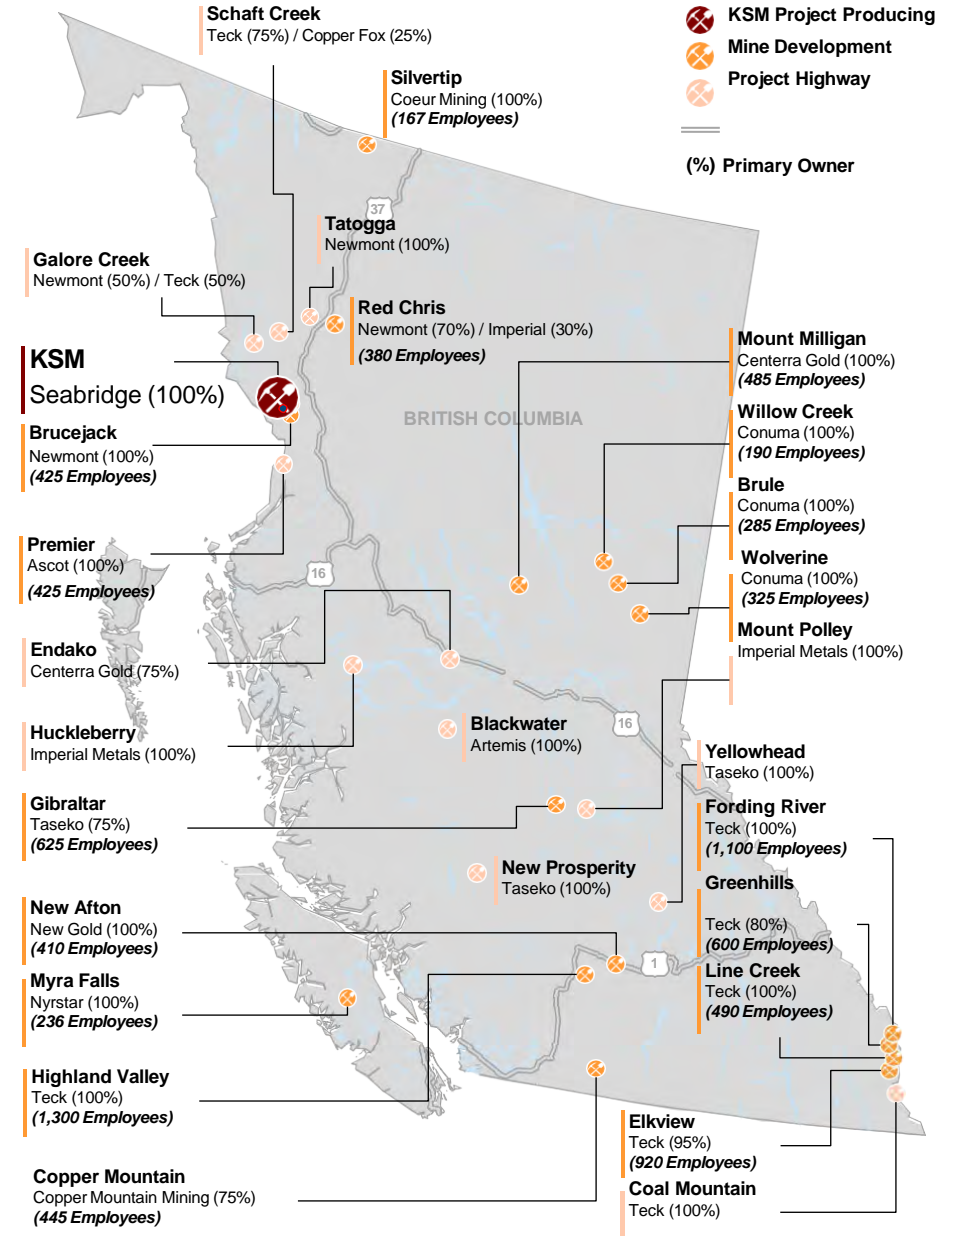 Schaft Creek
Teck (75%) / Copper Fox (25%)
KSM Project Producing
Mine Development
Project Highway
(%) Primary Owner
Silvertip
Coeur Mining (100%)
(167 Employees)
37
Tatogga
Newmont (100%)
Galore Creek
Newmont (50%) / Teck (50%)
Red Chris
Newmont (70%) / Imperial (30%)
(380 Employees)
KSM
Seabridge (100%)
BRITISH COLUMBIA
Mount Milligan
Centerra Gold (100%)
(485 Employees)
Willow Creek
Conuma (100%)
(190 Employees)
Brucejack
Newmont (100%)
(425 Employees)
Brule
Conuma (100%)
(285 Employees)
Premier
Ascot (100%)
(425 Employees)
16
Wolverine
Conuma (100%)
(325 Employees)
Mount Polley
Imperial Metals (100%)
Endako
Centerra Gold (75%)
Huckleberry
Imperial Metals (100%)
Blackwater
Artemis (100%)
16
Yellowhead
Taseko (100%)
Gibraltar
Taseko (75%)
(625 Employees)
Fording River
Teck (100%)
(1,100 Employees)
New Prosperity
Taseko (100%)
Greenhills
Teck (80%)
(600 Employees)
New Afton
New Gold (100%)
(410 Employees)
1
Line Creek
Teck (100%)
(490 Employees)
Myra Falls
Nyrstar (100%)
(236 Employees)
Highland Valley
Teck (100%)
(1,300 Employees)
Elkview
Teck (95%)
(920 Employees)
Copper Mountain
Copper Mountain Mining (75%)
(445 Employees)
Coal Mountain
Teck (100%)